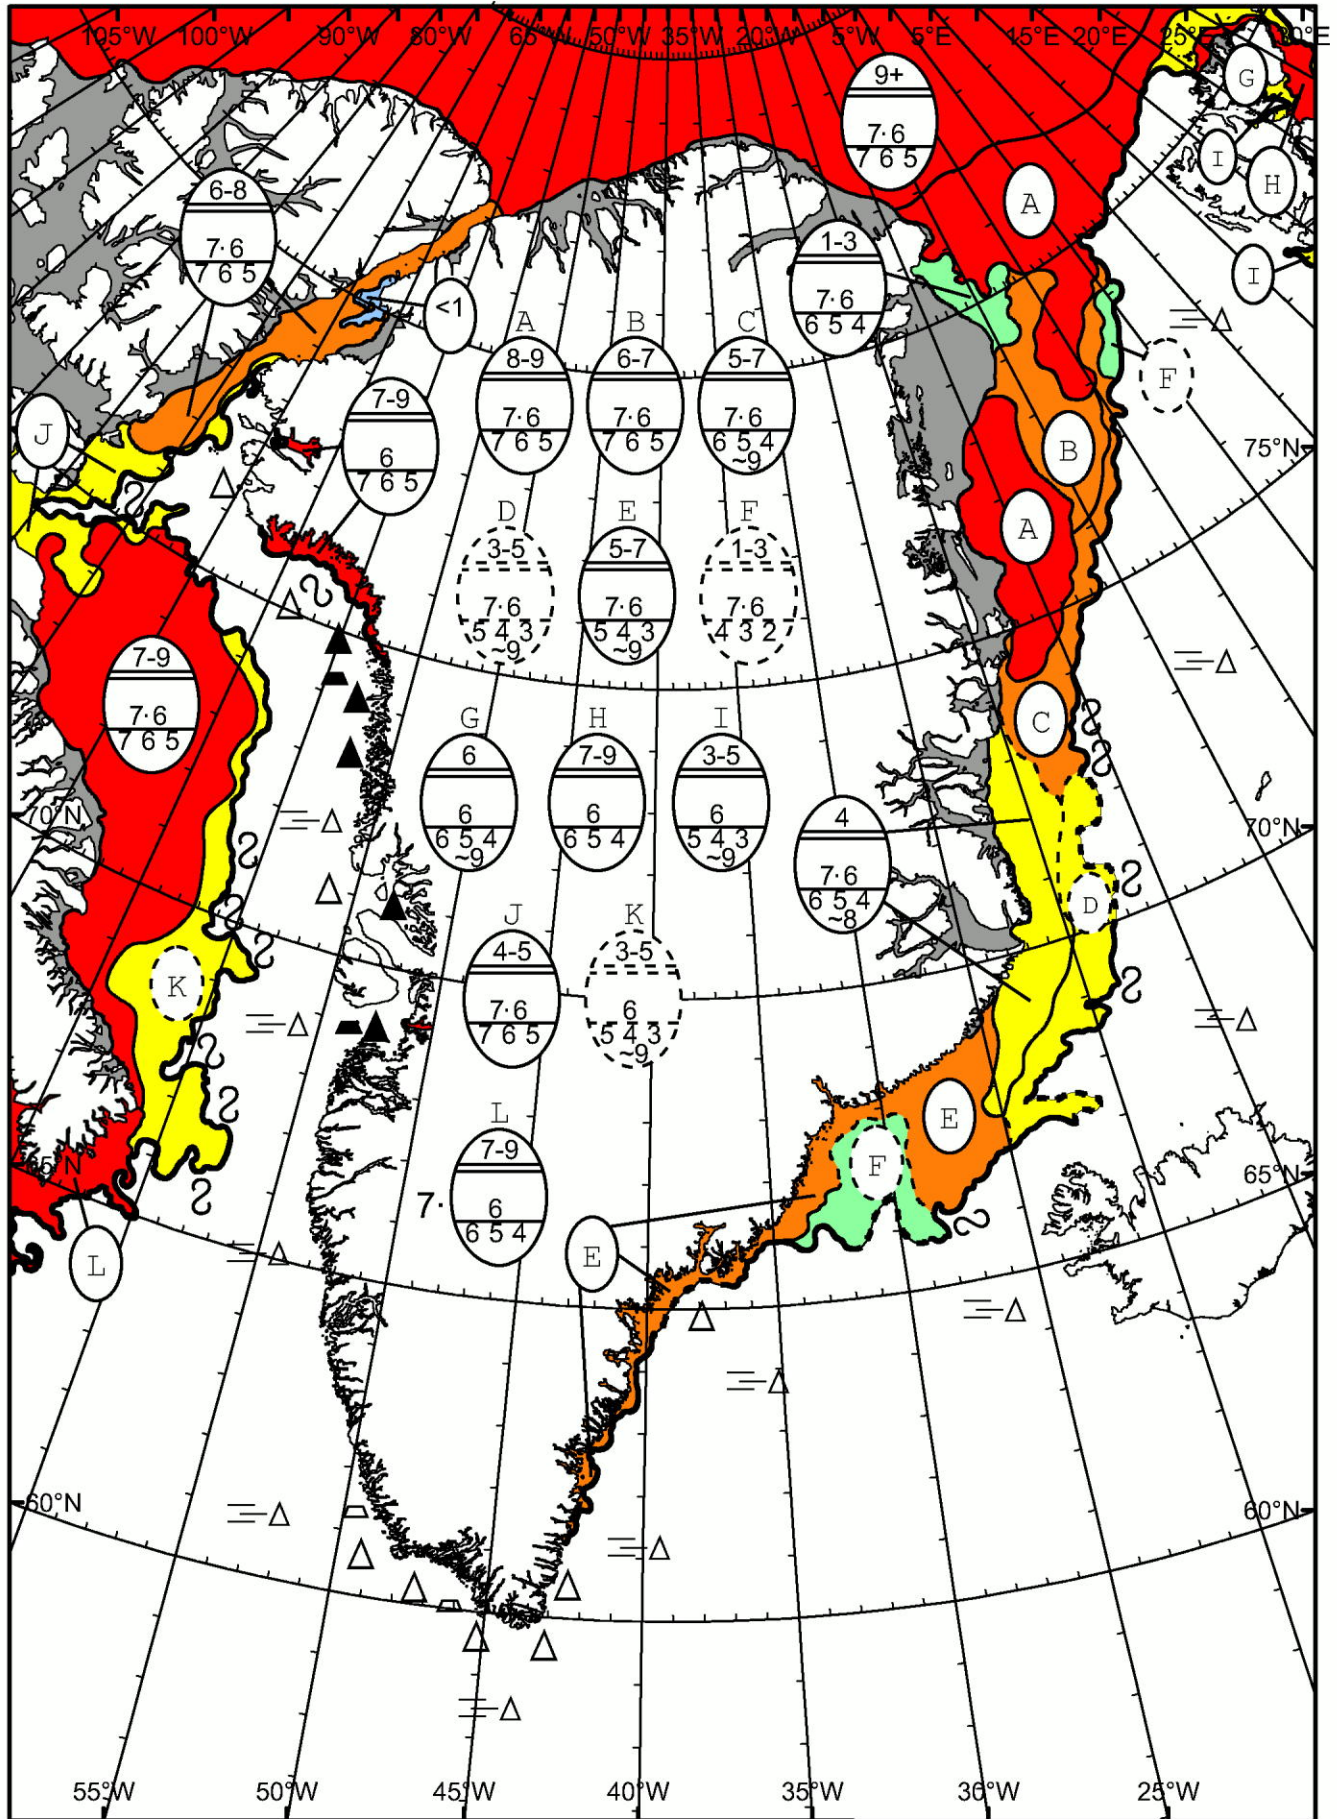 105°W 100°W 90°W 80°W 65°W 50°W 35°W 20°W 5°W 5°E 15°E 20°E 25°E 30°E
G
9+
7·6
7 6 5
I
H
A
I
6-8
7·6
7 6 5
1-3
7·6
6 5 4
<1
F
J
A
8-9
7·6
7 6 5
B
6-7
7·6
7 6 5
C
5-7
7·6
6 5 4
~9
7-9
6
7 6 5
B
75°N
A
D
3-5
7·6
5 4 3
~9
E
5-7
7·6
5 4 3
~9
F
1-3
7·6
4 3 2
7-9
7·6
7 6 5
C
G
6
6
6 5 4
~9
H
7-9
6
6 5 4
I
3-5
6
5 4 3
~9
4
7·6
6 5 4
~8
70°N
70°N
D
J
4-5
7·6
7 6 5
K
3-5
6
5 4 3
~9
K
E
L
7-9
7·
6
6 5 4
F
65°N
65°N
E
L
60°N
60°N
55°W 50°W 45°W 40°W 35°W 30°W 25°W